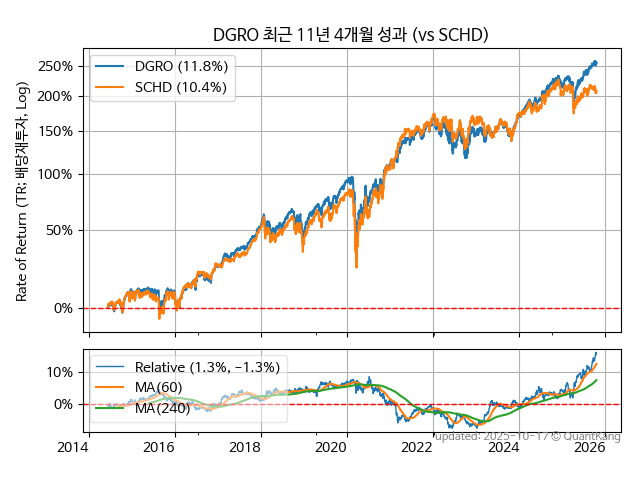 DGRO 최근 11년 4개월 성과 (vs SCHD)
Rate of Return (TR: 배당재투자, Log)
250%
200%
150%
100%
50%
0%
DGRO (11.8%)
SCHD (10.4%)
10%
0%
Relative (1.3%, -1.3%)
MA(60)
MA(240)
2014 2016 2018 2020 2022 2024 2026
updated: 2025-10-17 © QuantKang